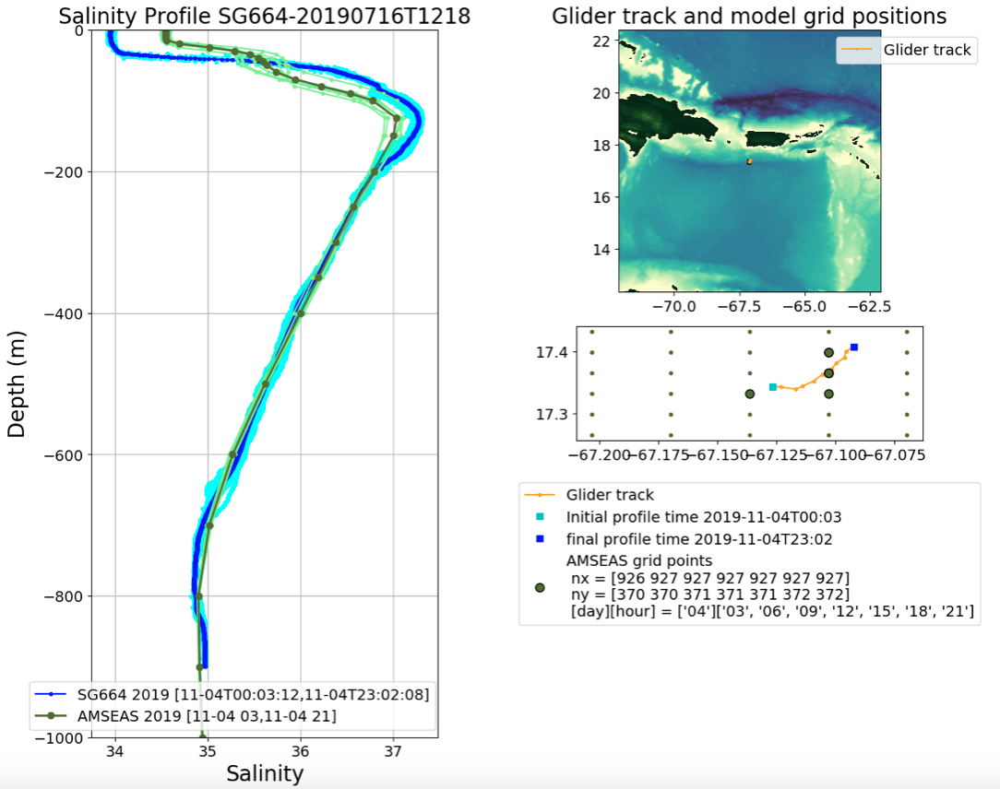 Salinity Profile SG664-20190716T1218
0
−200
−400
−600
−800
−1000
Depth (m)
34
35
36
37
Salinity
SG664 2019 [11-04T00:03:12,11-04T23:02:08]
AMSEAS 2019 [11-04 03,11-04 21]
Glider track and model grid positions
Glider track
22
20
18
16
14
−70.0
−67.5
−65.0
−62.5
17.4
17.3
−67.200
−67.175
−67.150
−67.125
−67.100
−67.075
Glider track
Initial profile time 2019-11-04T00:03
final profile time 2019-11-04T23:02
AMSEAS grid points
nx = [926 927 927 927 927 927 927]
ny = [370 370 371 371 371 372 372]
[day][hour] = ['04']['03', '06', '09', '12', '15', '18', '21']